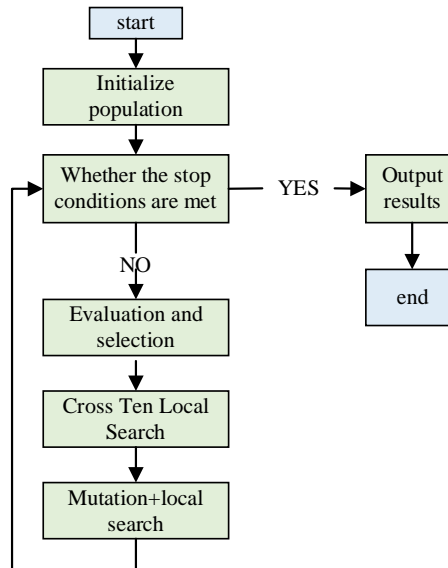 start
Initialize
population
Whether the stop
conditions are met
YES
Output
results
NO
end
Evaluation and
selection
Cross Ten Local
Search
Mutation+local
search